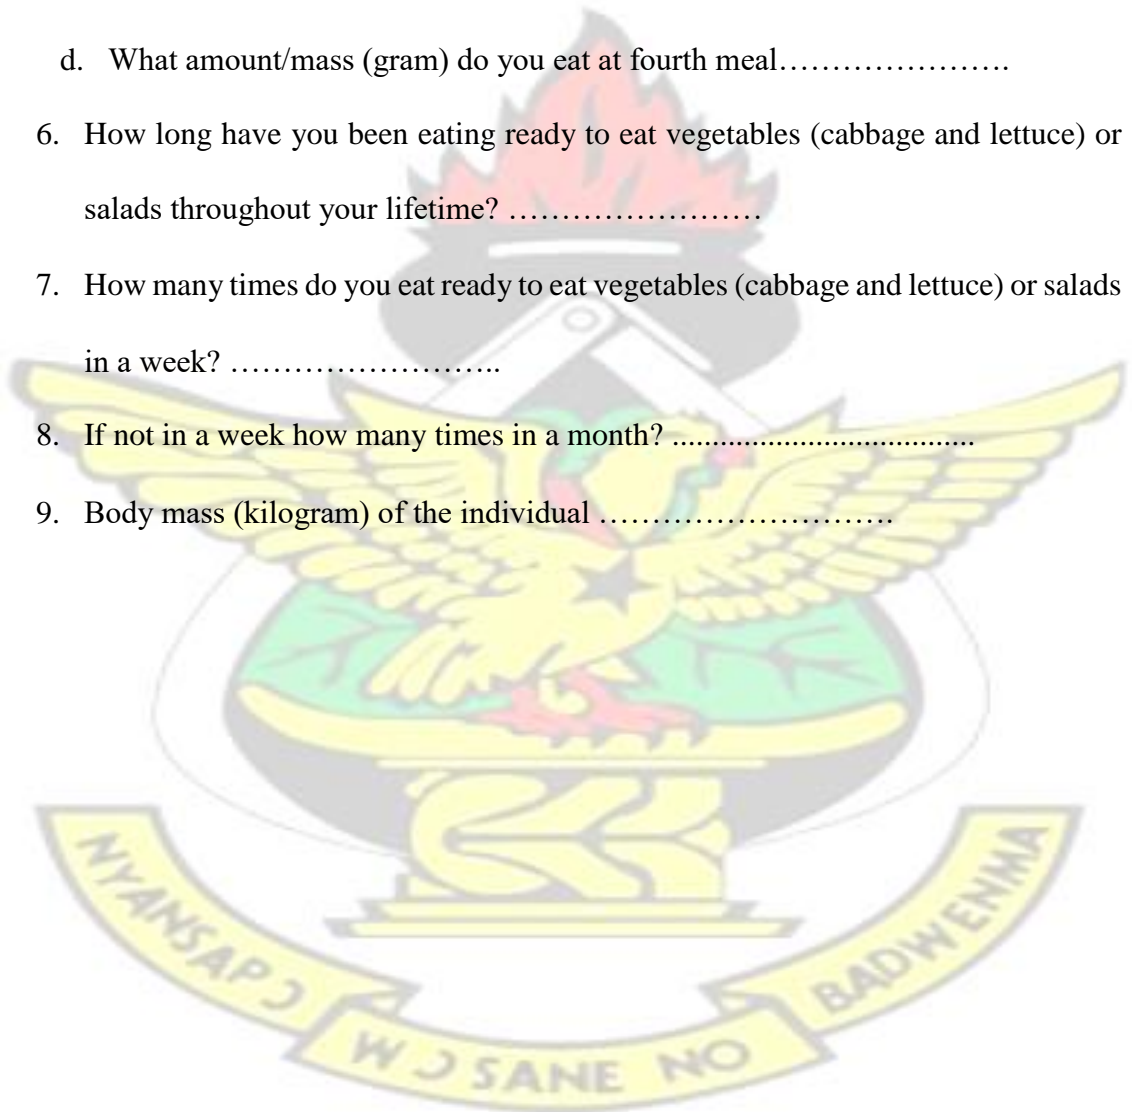 d. What amount/mass (gram) do you eat at fourth meal………………….
6. How long have you been eating ready to eat vegetables (cabbage and lettuce) or
salads throughout your lifetime? ……………………
7. How many times do you eat ready to eat vegetables (cabbage and lettuce) or salads
in a week? ……………………..
8. If not in a week how many times in a month? .....................................
9. Body mass (kilogram) of the individual ……………………….
NYANSAPƆ
WƆ SANE NO
BADWENMA